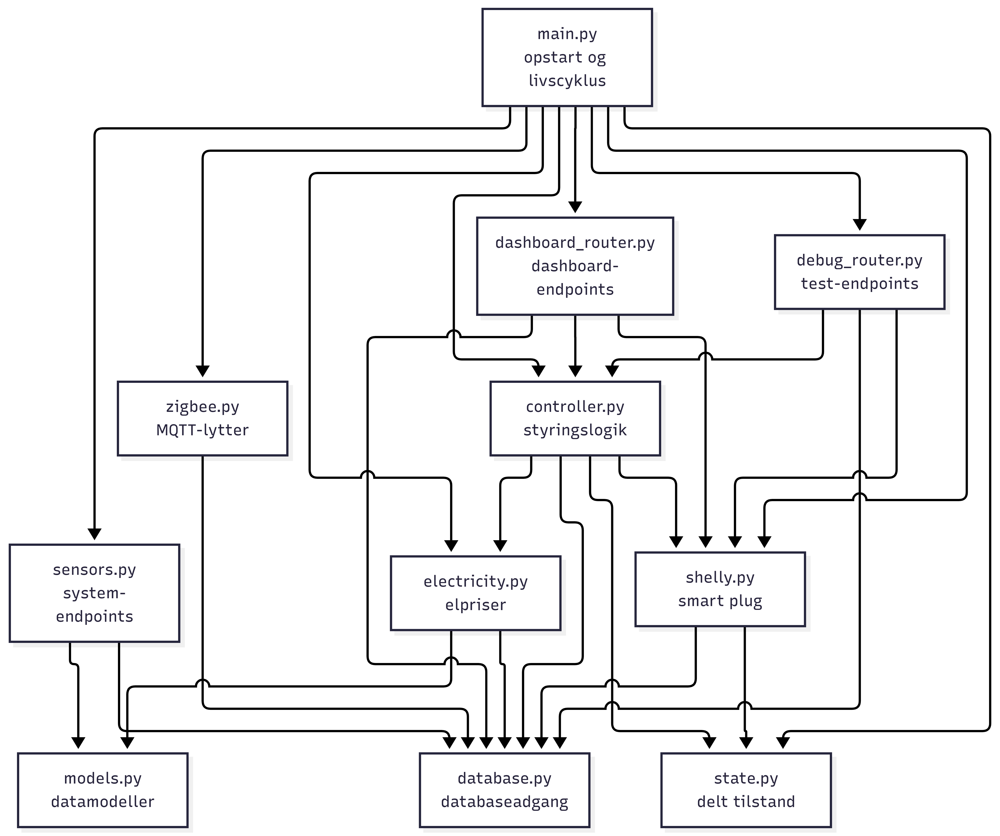 main.py
opstart og
livscyklus
dashboard_router.py
dashboard-
endpoints
debug_router.py
test-endpoints
zigbee.py
MQTT-lytter
controller.py
styringslogik
sensors.py
system-
endpoints
electricity.py
elpriser
shelly.py
smart plug
models.py
datamodeller
database.py
databaseadgang
state.py
delt tilstand